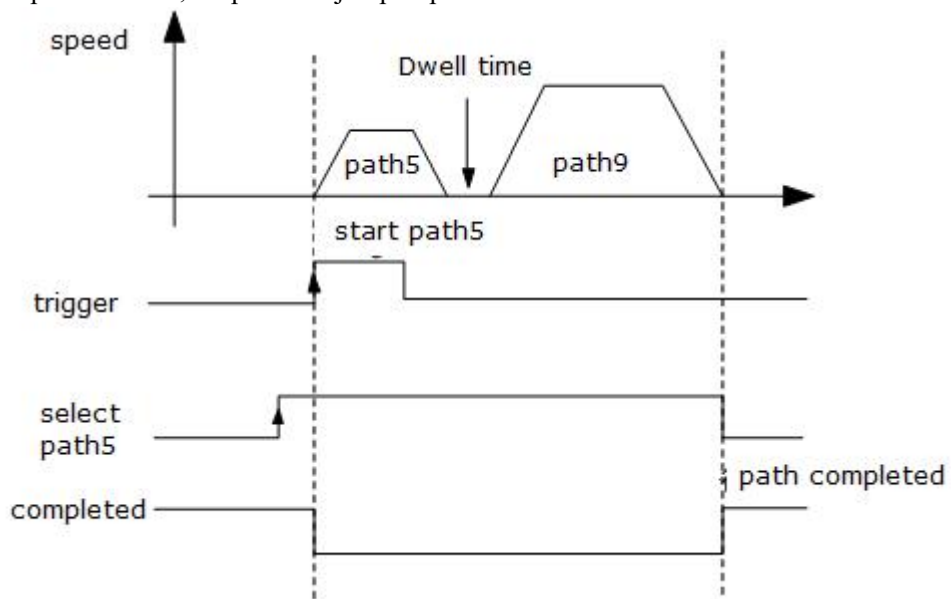 speed
Dwell time
path5
path9
start path5
trigger
select
path5
path completed
completed